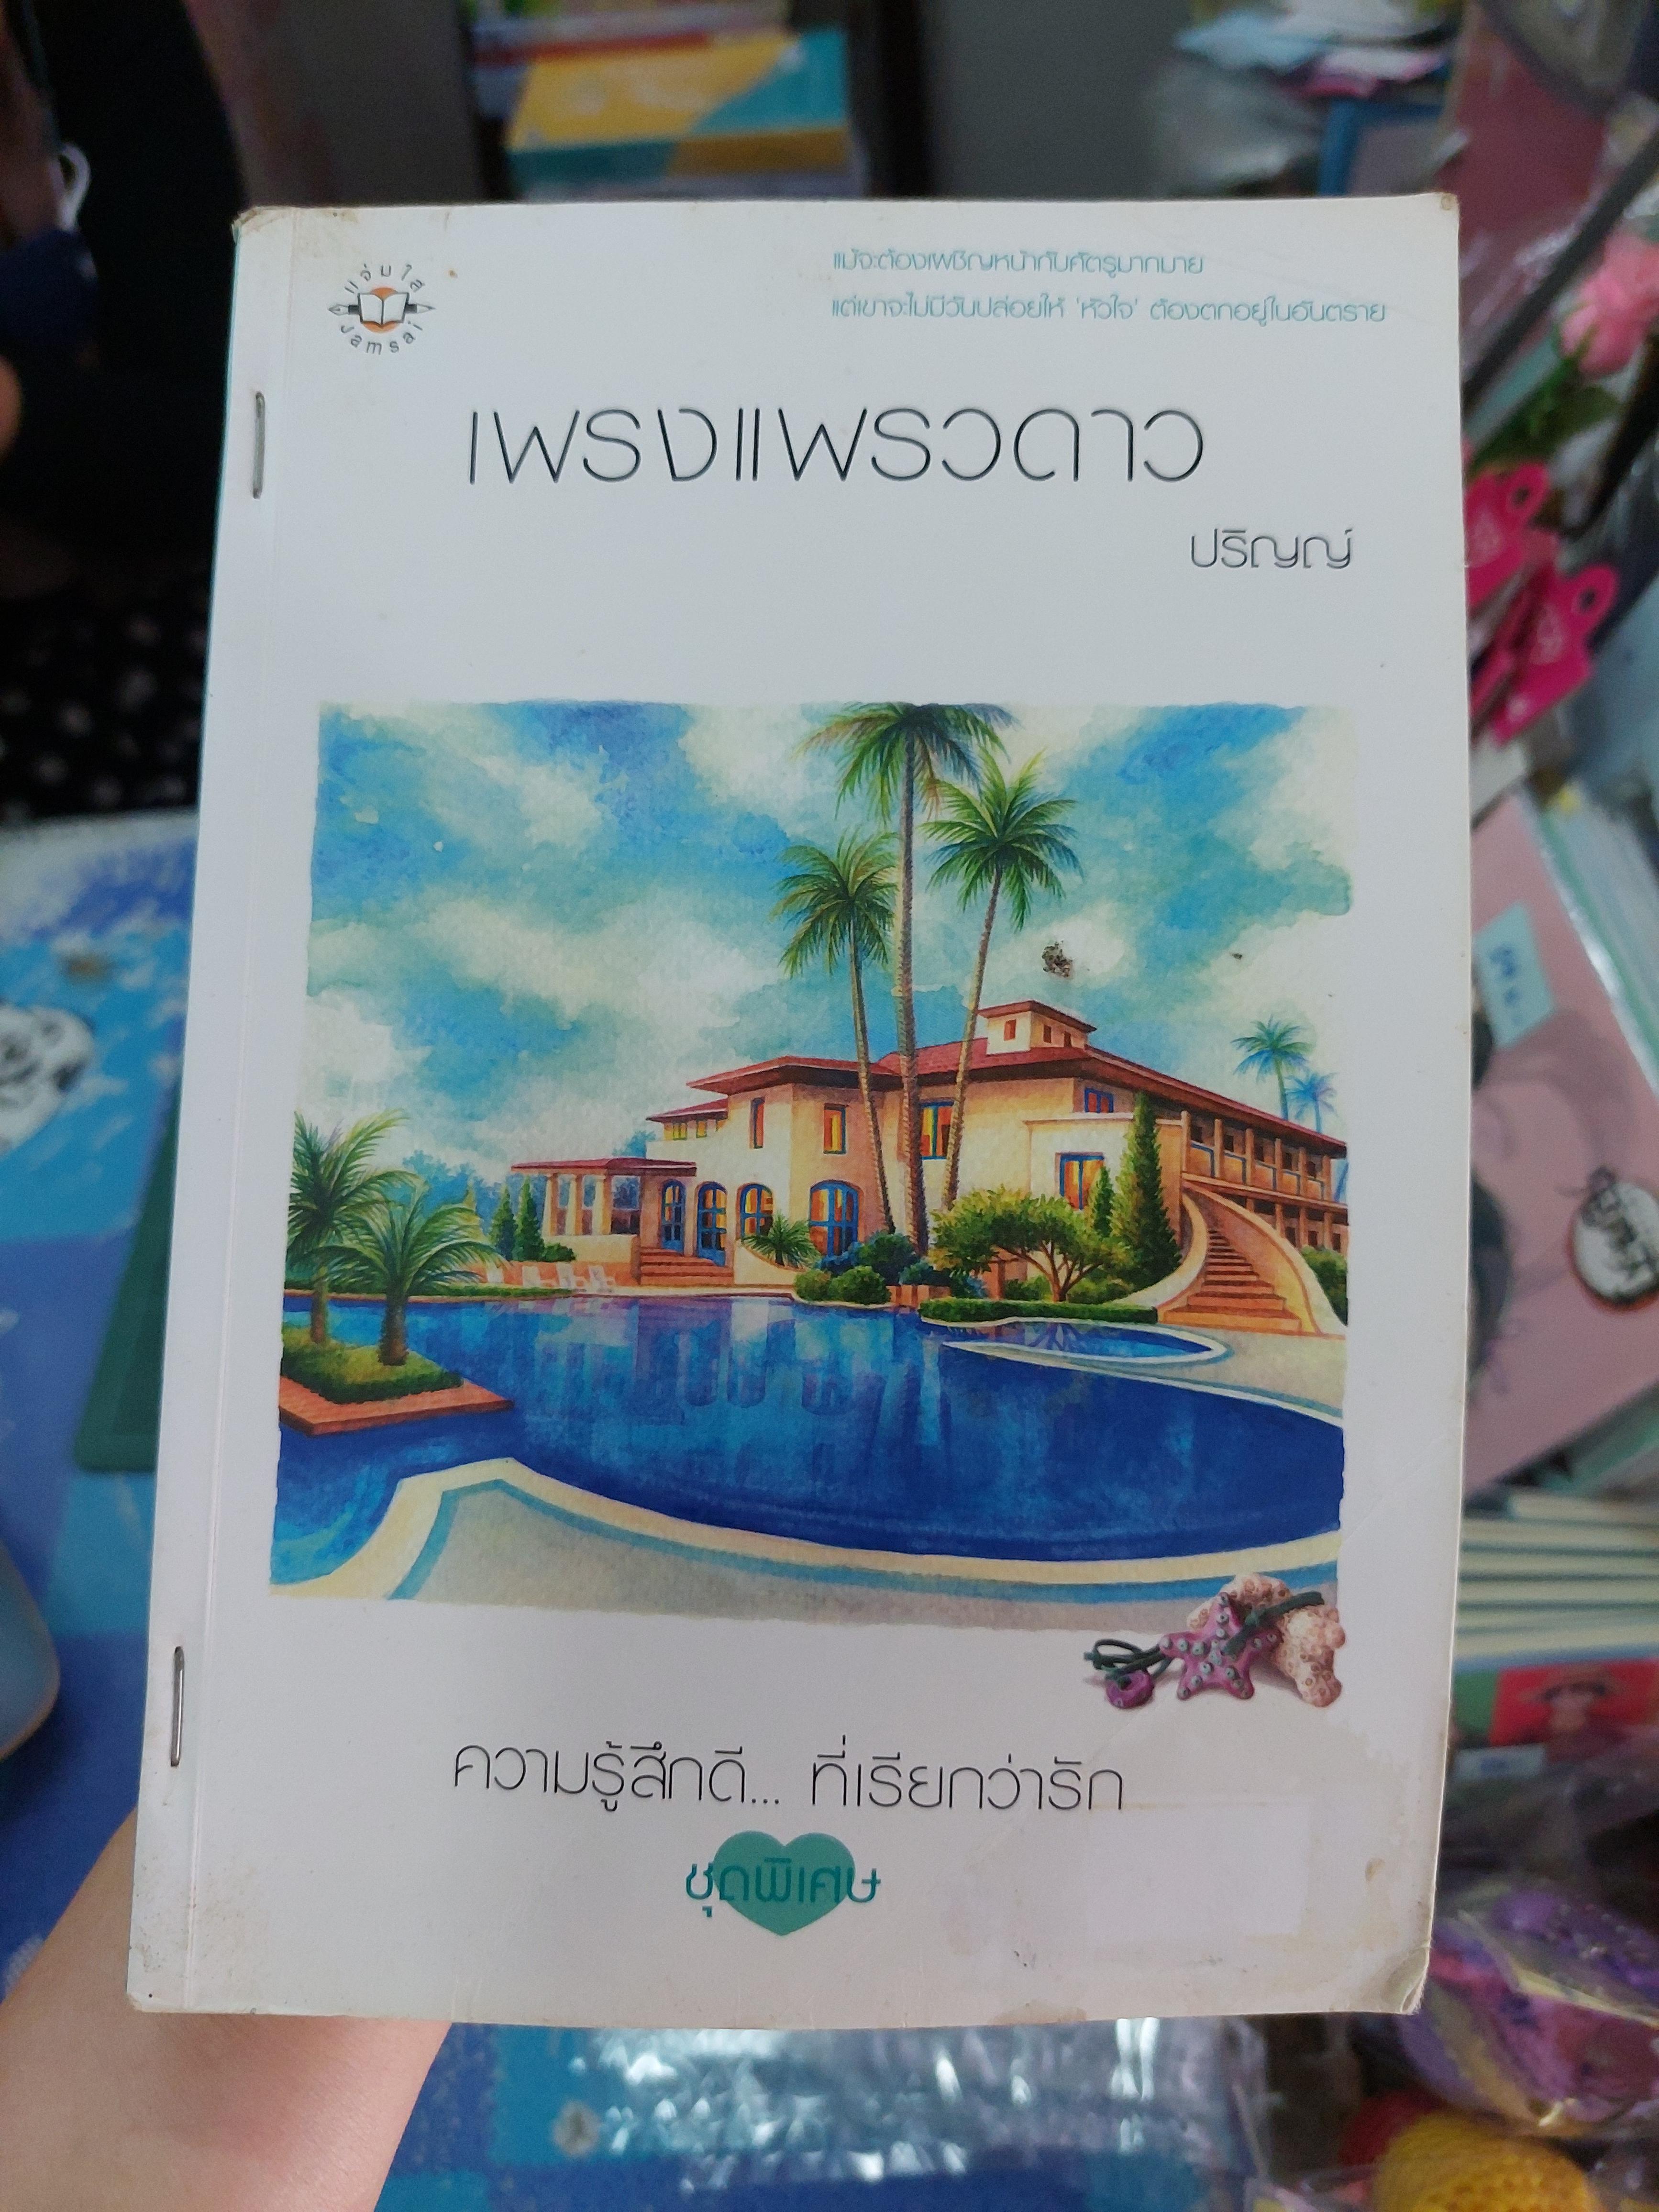 แจ่มใส
Jamsai
แม้จะต้องเผชิญหน้ากับศัตรูมากมาย
แต่เขาจะไม่มีวันปล่อยให้ 'หัวใจ' ต้องตกอยู่ในอันตราย
เพรงแพรวดาว
ปริญญ์
ความรู้สึกดี... ที่เรียกว่ารัก
ชุดพิเศษ